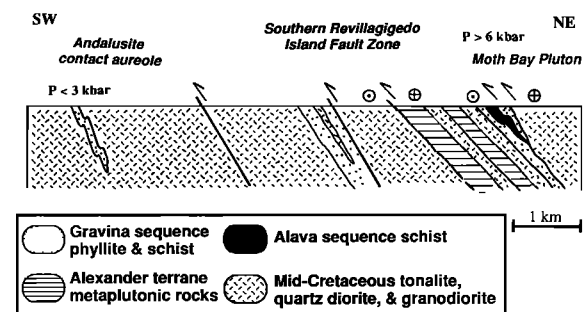 SW
NE
Andalusite
contact aureole
Southern Revillagigedo
Island Fault Zone
P > 6 kbar
Moth Bay Pluton
P < 3 kbar
1 km
Gravina sequence
phyllite & schist
Alava sequence schist
Alexander terrane
metaplutonic rocks
Mid-Cretaceous tonalite,
quartz diorite, & granodiorite